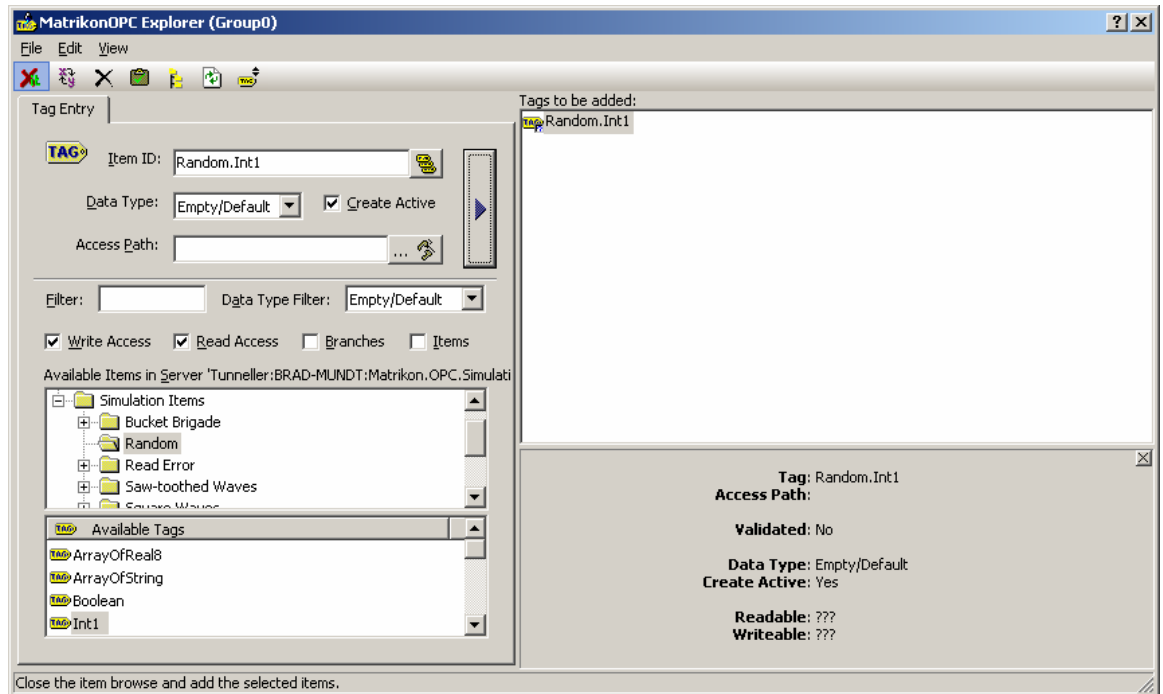 MatrikonOPC Explorer (Group0)
File Edit View
Tag Entry
TAG
Item ID: Random.Int1
Data Type: Empty/Default Create Active
Access Path: ...
Filter: Data Type Filter: Empty/Default
Write Access Read Access Branches Items
Available Items in Server 'Tunneller:BRAD-MUNDT:Matrikon.OPC.Simulati
Simulation Items
Bucket Brigade
Random
Read Error
Saw-toothed Waves
Square Waves
Available Tags
ArrayOfReal8
ArrayOfString
Boolean
Int1
Tags to be added:
Random.Int1
Tag: Random.Int1
Access Path:
Validated: No
Data Type: Empty/Default
Create Active: Yes
Readable: ???
Writeable: ???
Close the item browse and add the selected items.